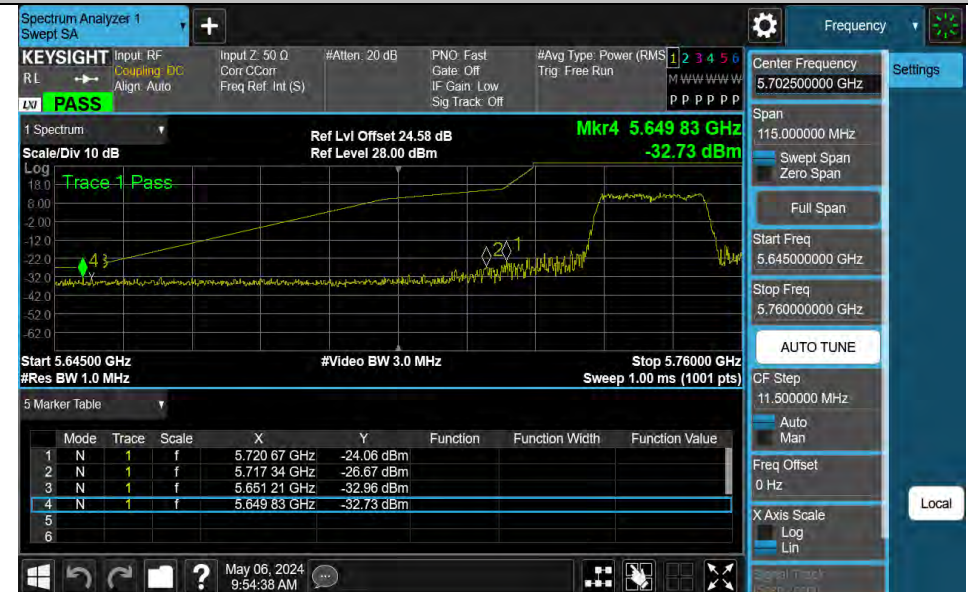 Spectrum Analyzer 1
Swept SA
+
Frequency
KEYSIGHT
RL
LXI PASS
Input: RF
Coupling: DC
Align: Auto
Input Z: 50 Ω
Corr CCorr
Freq Ref: Int (S)
#Atten: 20 dB
PNO: Fast
Gate: Off
IF Gain: Low
Sig Track: Off
#Avg Type: Power (RMS
Trig: Free Run
1 2 3 4 5 6
M W W W W W
P P P P P P
1 Spectrum
Scale/Div 10 dB
Ref Lvl Offset 24.58 dB
Ref Level 28.00 dBm
Mkr4 5.649 83 GHz
-32.73 dBm
Log
Trace 1 Pass
18.0
8.00
-2.00
-12.0
-22.0
-32.0
-42.0
-52.0
-62.0
4
3
2
1
Start 5.64500 GHz
#Res BW 1.0 MHz
#Video BW 3.0 MHz
Stop 5.76000 GHz
Sweep 1.00 ms (1001 pts)
5 Marker Table
Mode Trace Scale X Y Function Function Width Function Value
1 N 1 f 5.720 67 GHz -24.06 dBm
2 N 1 f 5.717 34 GHz -26.67 dBm
3 N 1 f 5.651 21 GHz -32.96 dBm
4 N 1 f 5.649 83 GHz -32.73 dBm
5
6
?
May 06, 2024
9:54:38 AM
Center Frequency
5.702500000 GHz
Settings
Span
115.000000 MHz
Swept Span
Zero Span
Full Span
Start Freq
5.645000000 GHz
Stop Freq
5.760000000 GHz
AUTO TUNE
CF Step
11.500000 MHz
Auto
Man
Freq Offset
0 Hz
Local
X Axis Scale
Log
Lin
Signal Track